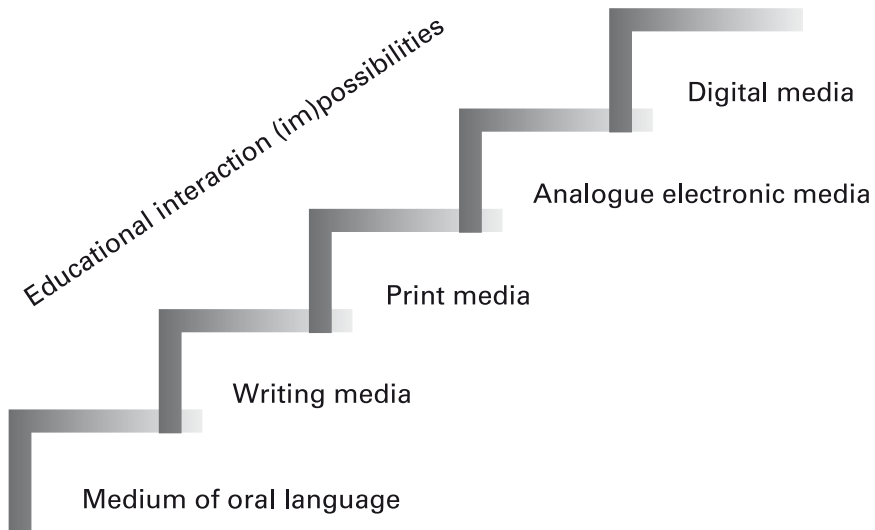 Educational interaction (im)possibilities
Digital media
Analogue electronic media
Print media
Writing media
Medium of oral language